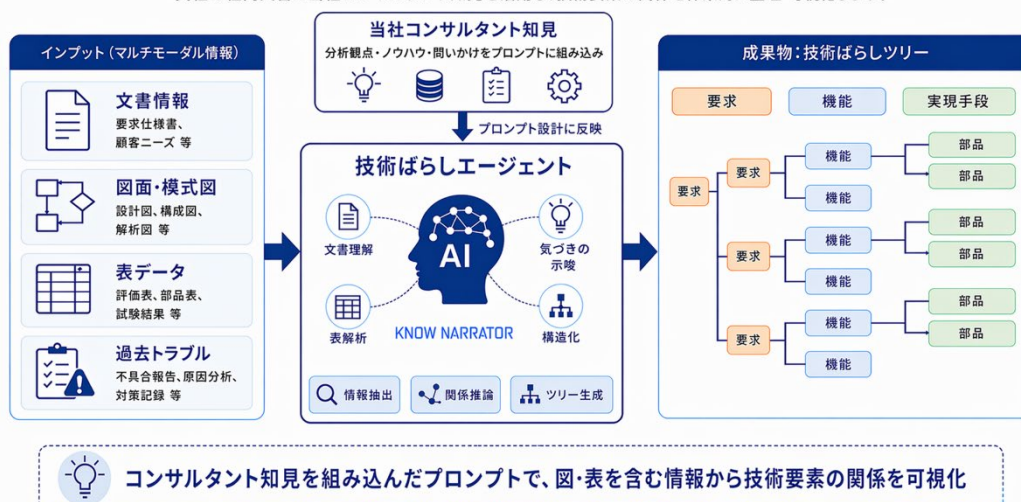 当社コンサルタント知見
分析観点・ノウハウ・問いかけをプロンプトに組み込み
プロンプト設計に反映
インプット(マルチモーダル情報)
文書情報
要求仕様書、
顧客ニーズ 等
図面・模式図
設計図、構成図、
解析図 等
表データ
評価表、部品表、
試験結果 等
過去トラブル
不具合報告、原因分析、
対策記録 等
技術ばらしエージェント
文書理解
AI
気づきの
示唆
表解析
KNOW NARRATOR
構造化
情報抽出
関係推論
ツリー生成
成果物:技術ばらしツリー
要求
機能
実現手段
要求
要求
機能
部品
部品
機能
要求
機能
部品
部品
機能
要求
機能
部品
部品
機能
コンサルタント知見を組み込んだプロンプトで、図・表を含む情報から技術要素の関係を可視化